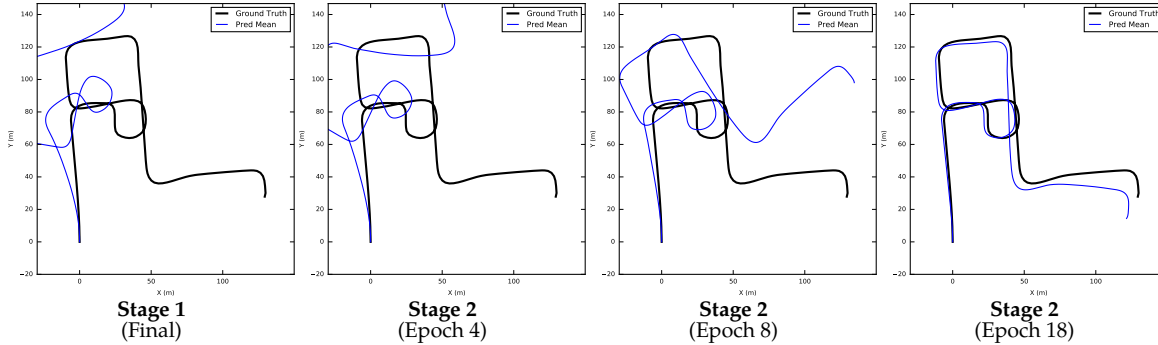 Ground Truth
Pred Mean
140
120
100
80
60
40
20
0
−20
Y (m)
0 50 100
X (m)
Stage 1
(Final)
Ground Truth
Pred Mean
140
120
100
80
60
40
20
0
−20
Y (m)
0 50 100
X (m)
Stage 2
(Epoch 4)
Ground Truth
Pred Mean
140
120
100
80
60
40
20
0
−20
Y (m)
0 50 100
X (m)
Stage 2
(Epoch 8)
Ground Truth
Pred Mean
140
120
100
80
60
40
20
0
−20
Y (m)
0 50 100
X (m)
Stage 2
(Epoch 18)